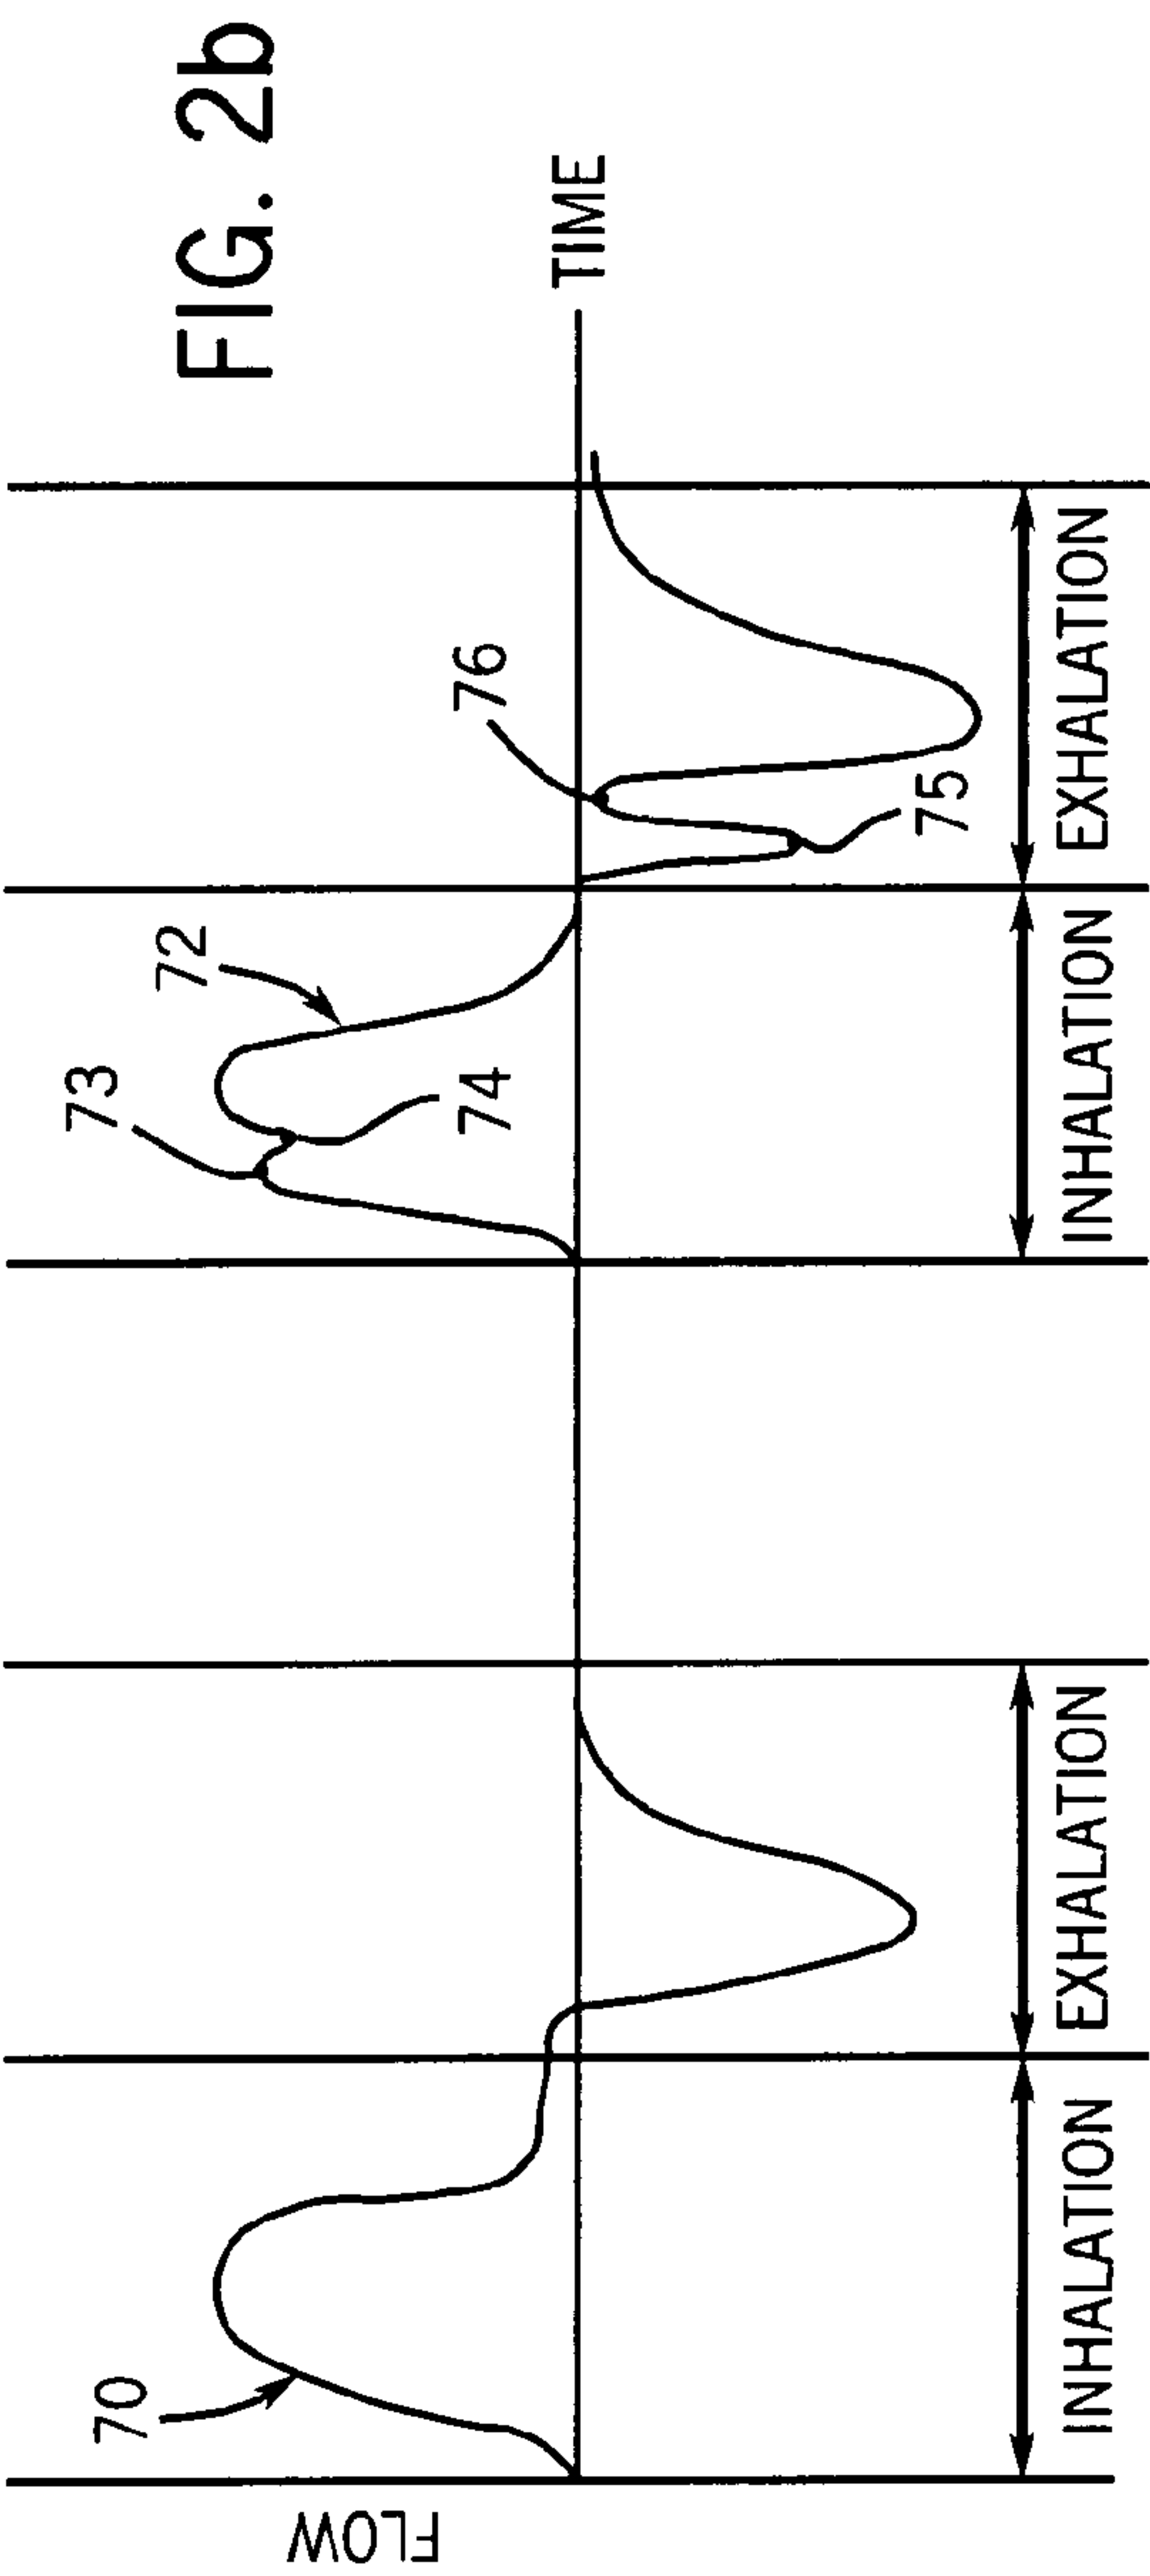 FIG. 2b
FLOW
70
72
73
74
75
76
TIME
INHALATION
EXHALATION
INHALATION
EXHALATION